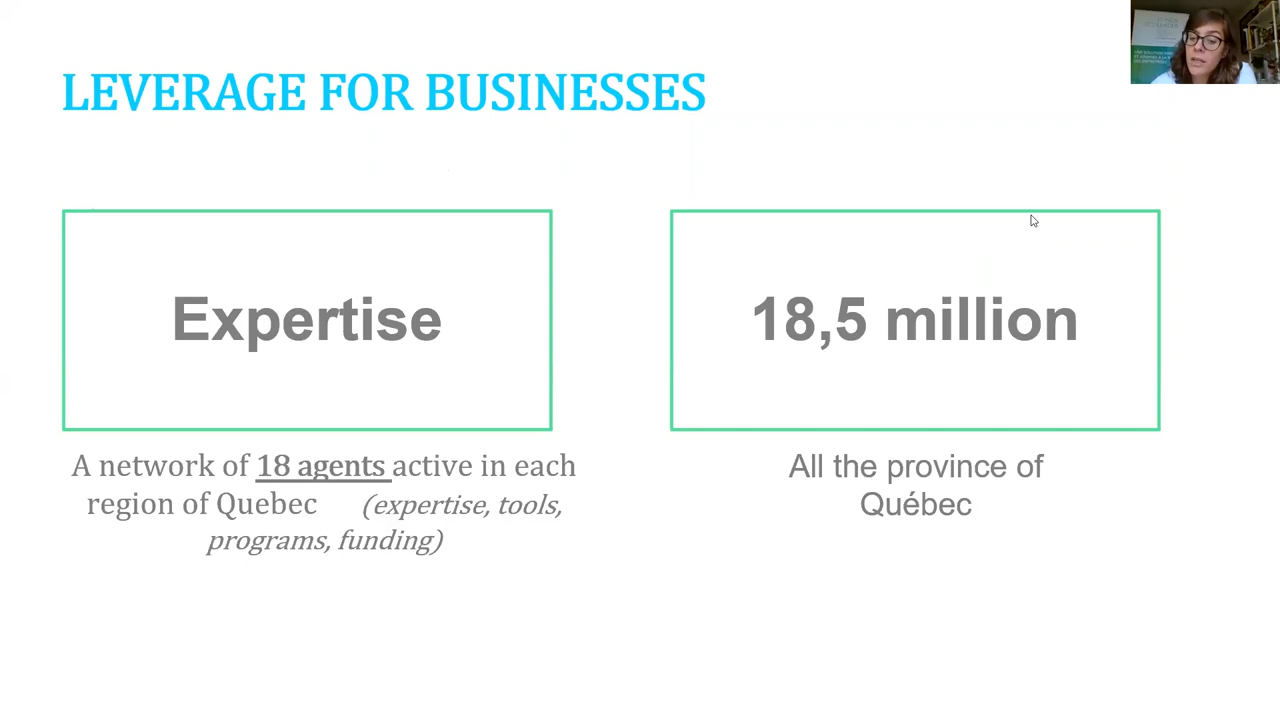 LEVERAGE FOR BUSINESSES
Expertise
A network of 18 agents active in each
region of Quebec (expertise, tools,
programs, funding)
18,5 million
All the province of
Québec